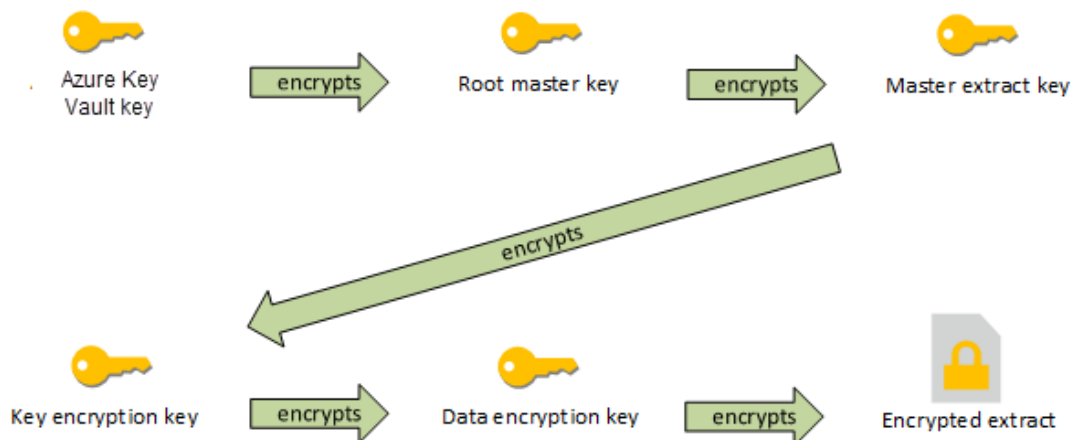 Azure Key
Vault key
encrypts
Root master key
encrypts
Master extract key
encrypts
Key encryption key
encrypts
Data encryption key
encrypts
Encrypted extract